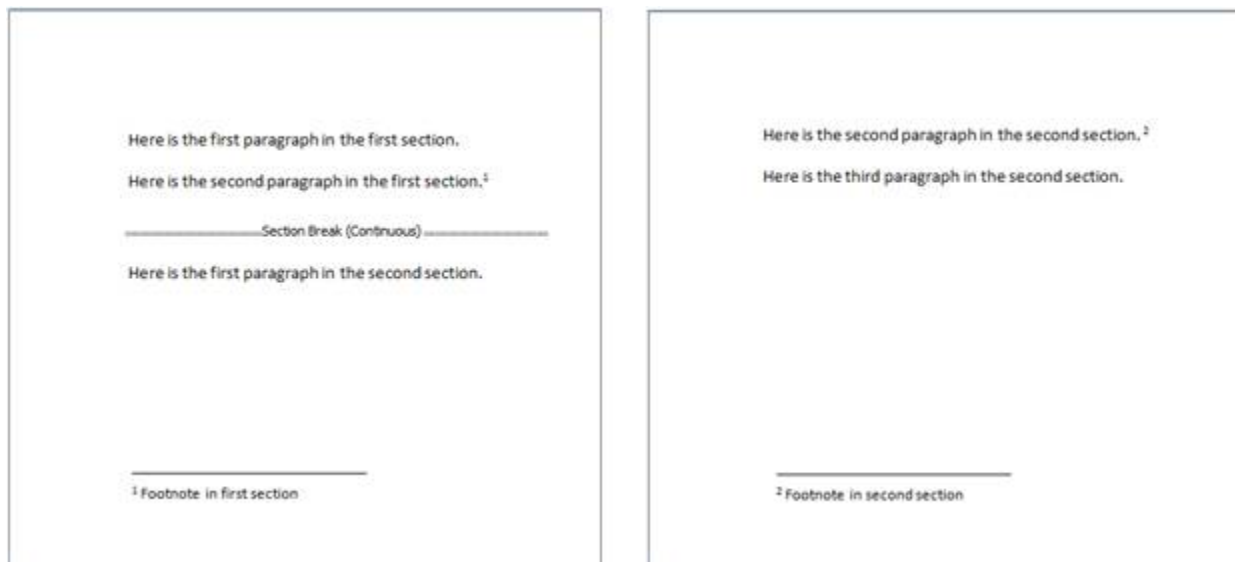 Here is the first paragraph in the first section.
Here is the second paragraph in the first section.¹
Section Break (Continuous)
Here is the first paragraph in the second section.
¹ Footnote in first section
Here is the second paragraph in the second section. ²
Here is the third paragraph in the second section.
² Footnote in second section